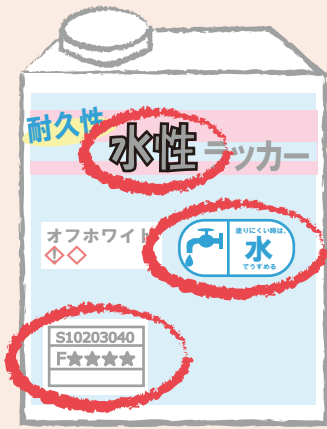 耐久性
水性ラッカー
オフホワイト
塗りにくい時は、
水
でうすめる
S10203040
F★★★★